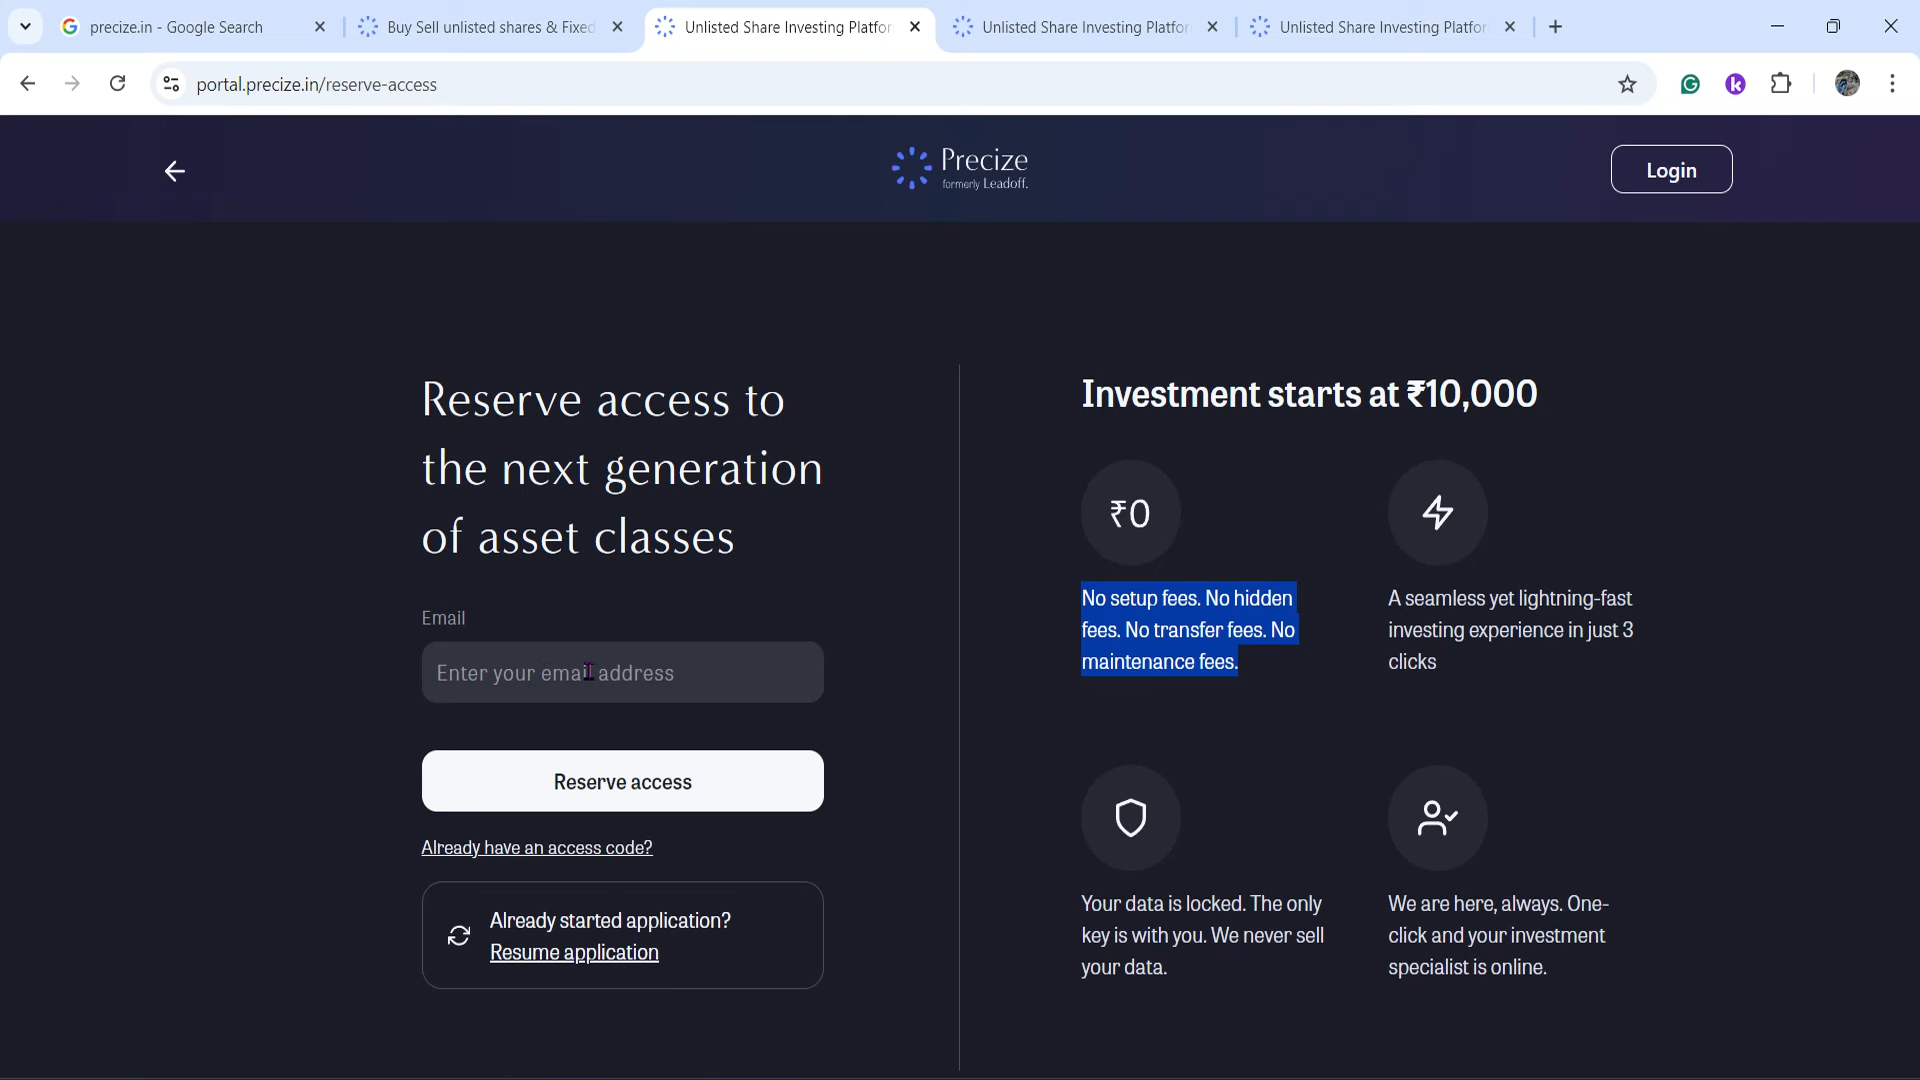 precize.in - Google Search
Buy Sell unlisted shares & Fixed
Unlisted Share Investing Platfor
Unlisted Share Investing Platfor
Unlisted Share Investing Platfor
portal.precize.in/reserve-access
Precize
formerly Leadoff.
Login
Reserve access to
the next generation
of asset classes
Email
Enter your email address
Reserve access
Already have an access code?
Already started application?
Resume application
Investment starts at ₹10,000
₹0
No setup fees. No hidden
fees. No transfer fees. No
maintenance fees.
A seamless yet lightning-fast
investing experience in just 3
clicks
Your data is locked. The only
key is with you. We never sell
your data.
We are here, always. One-
click and your investment
specialist is online.